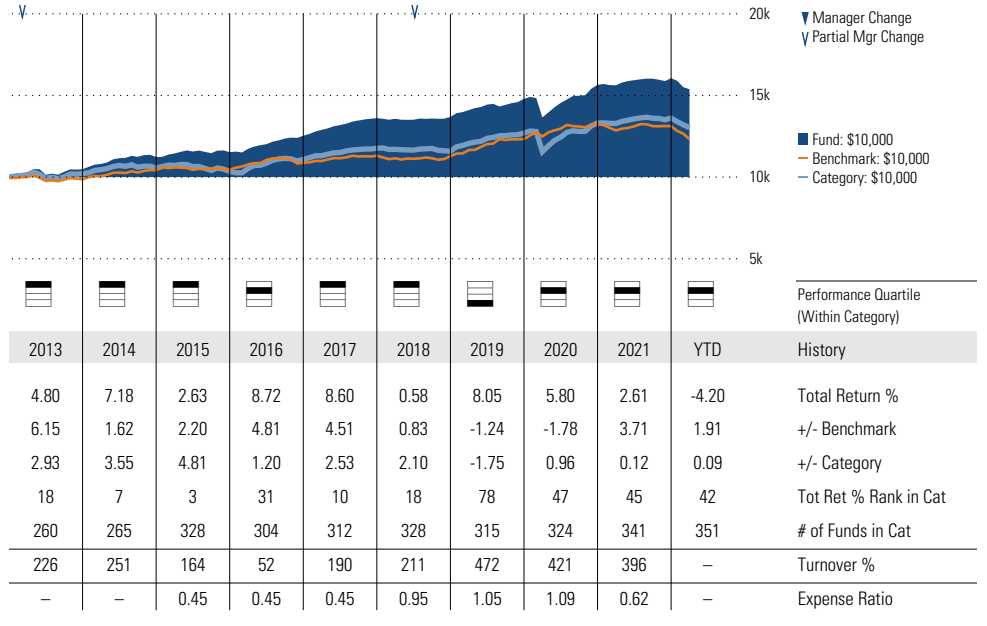 20k
Manager Change
Partial Mgr Change
15k
Fund: $10,000
Benchmark: $10,000
Category: $10,000
10k
5k
Performance Quartile
(Within Category)
2013 2014 2015 2016 2017 2018 2019 2020 2021 YTD History
4.80 7.18 2.63 8.72 8.60 0.58 8.05 5.80 2.61 -4.20 Total Return %
6.15 1.62 2.20 4.81 4.51 0.83 -1.24 -1.78 3.71 1.91 +/- Benchmark
2.93 3.55 4.81 1.20 2.53 2.10 -1.75 0.96 0.12 0.09 +/- Category
18 7 3 31 10 18 78 47 45 42 Tot Ret % Rank in Cat
260 265 328 304 312 328 315 324 341 351 # of Funds in Cat
226 251 164 52 190 211 472 421 396 – Turnover %
– – 0.45 0.45 0.45 0.95 1.05 1.09 0.62 – Expense Ratio